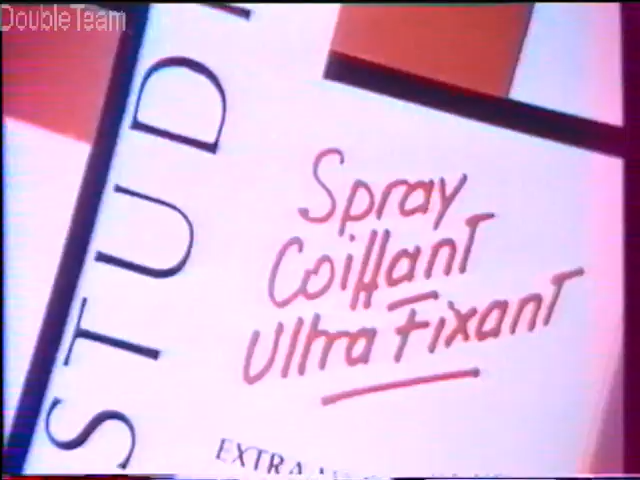 DoubleTeam
STUD
Spray
Coiffant
Ultra Fixant
EXTRA